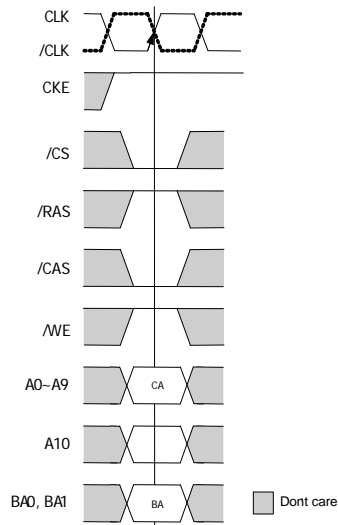 CLK
/CLK
CKE
/CS
/RAS
/CAS
/WE
A0~A9
CA
A10
BA0, BA1
BA
Dont care